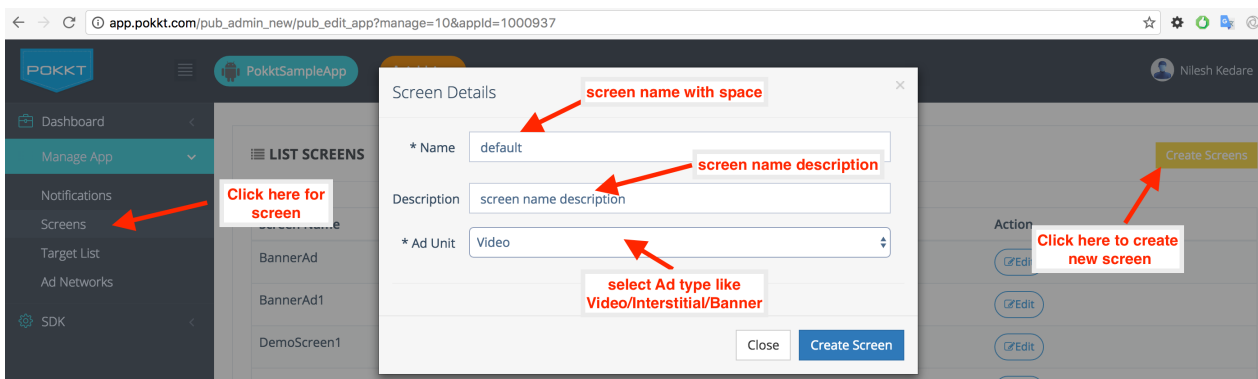 app.pokkt.com/pub_admin_new/pub_edit_app?manage=10&appId=1000937
POKKT
PokktSampleApp
Nilesh Kedare
Screen Details
×
screen name with space
Dashboard
Manage App
LIST SCREENS
* Name
default
Create Screens
screen name description
Notifications
Click here for
screen
Description
screen name description
Screens
Screen Name
Action
* Ad Unit
Video
Click here to create
new screen
Target List
BannerAd
Edit
Ad Networks
select Ad type like
Video/Interstitial/Banner
BannerAd1
Edit
SDK
DemoScreen1
Close
Create Screen
Edit